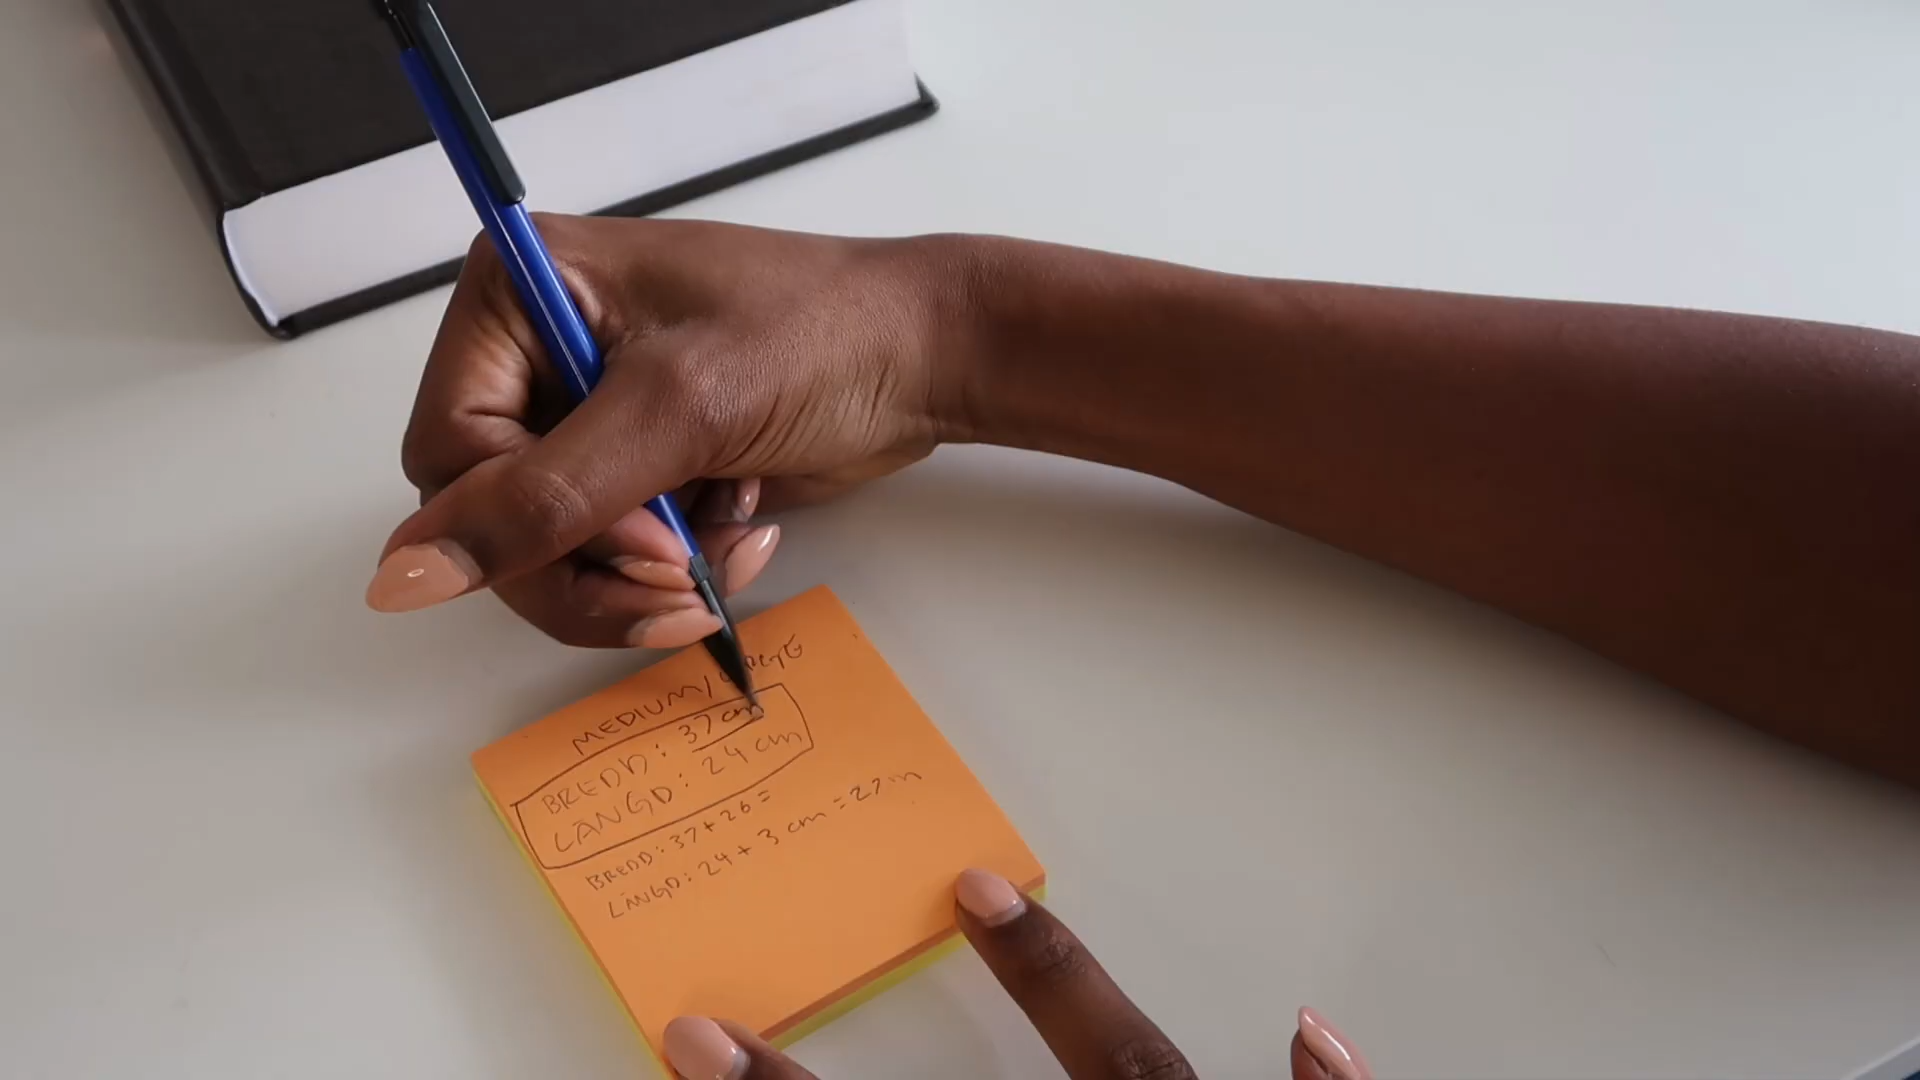 MEDIUM/
BREDD: 37 cm
LÄNGD: 24 cm
BREDD: 37 + 26 =
LÄNGD: 24 + 3 cm = 27 m